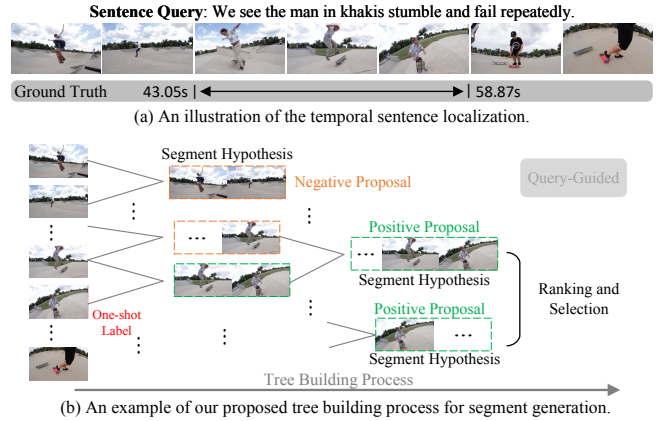 Sentence Query: We see the man in khakis stumble and fail repeatedly.
Ground Truth 43.05s 58.87s
(a) An illustration of the temporal sentence localization.
Segment Hypothesis
Negative Proposal
Query-Guided
Positive Proposal
Segment Hypothesis
One-shot
Label
Positive Proposal
Segment Hypothesis
Ranking and
Selection
Tree Building Process
(b) An example of our proposed tree building process for segment generation.